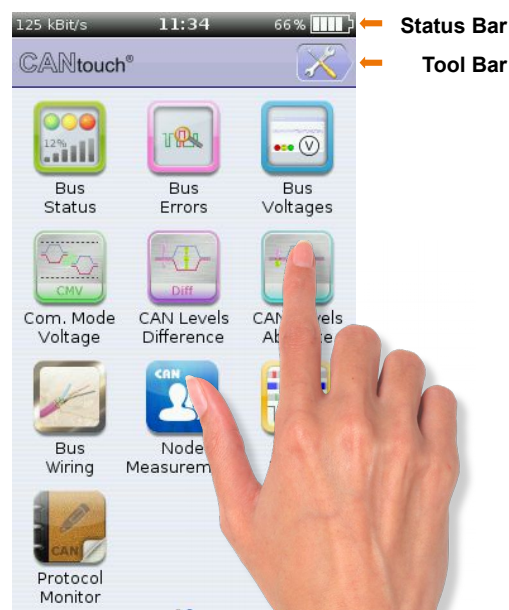 125 kBit/s 11:34 66%
Status Bar
CANtouch®
Tool Bar
12%
V
Bus
Status
Bus
Errors
Bus
Voltages
CMV
Diff
Com. Mode
Voltage
CAN Levels
Difference
CAN
CAN
Bus
Wiring
Node
CAN
Protocol
Monitor